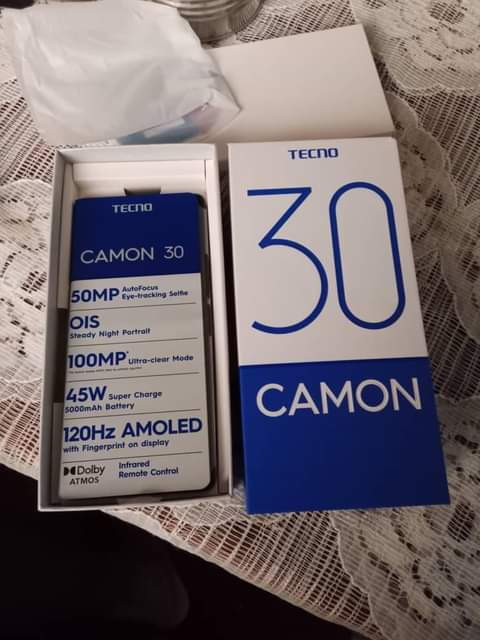 TECNO
CAMON 30
50MP AutoFocus
Eye-tracking Selfie
OIS
Steady Night Portrait
100MP* Ultra-clear Mode
45W Super Charge
5000mAh Battery
120Hz AMOLED
with Fingerprint on display
Dolby
ATMOS
Infrared
Remote Control
TECNO
30
CAMON